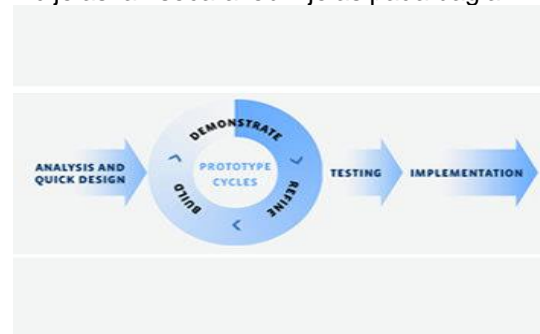 ANALYSIS AND
QUICK DESIGN
DEMONSTRATE
PROTOTYPE
CYCLES
BUILD
REFINE
TESTING
IMPLEMENTATION